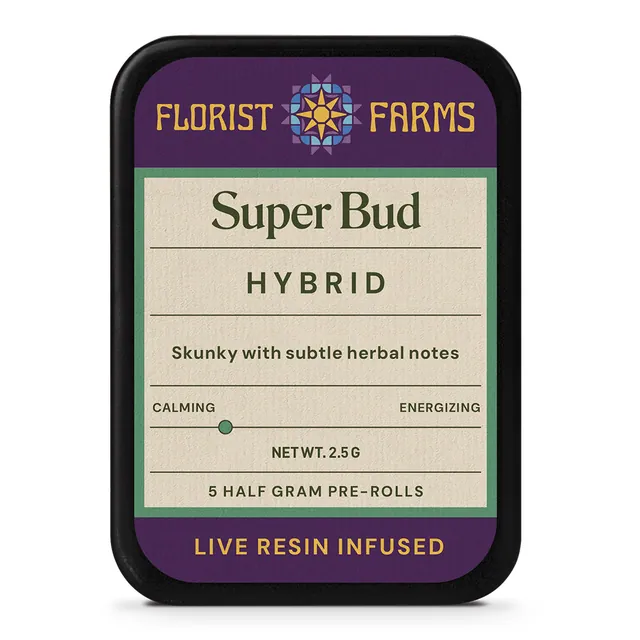 FLORIST FARMS
Super Bud
HYBRID
Skunky with subtle herbal notes
CALMING ENERGIZING
NET WT. 2.5 G
5 HALF GRAM PRE-ROLLS
LIVE RESIN INFUSED